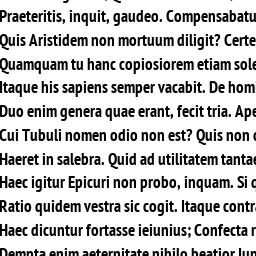 Praeteritis, inquit, gaudeo. Compensabatu
Quis Aristidem non mortuum diligit? Certe
Quamquam tu hanc copiosiorem etiam sole
Itaque his sapiens semper vacabit. De hom
Duo enim genera quae erant, fecit tria. Ape
Cui Tubuli nomen odio non est? Quis non
Haeret in salebra. Quid ad utilitatem tantae
Haec igitur Epicuri non probo, inquam. Si q
Ratio quidem vestra sic cogit. Itaque contra
Haec dicuntur fortasse ieiunius; Confecta r
Dempta enim aeternitate nihilo beatior Iup